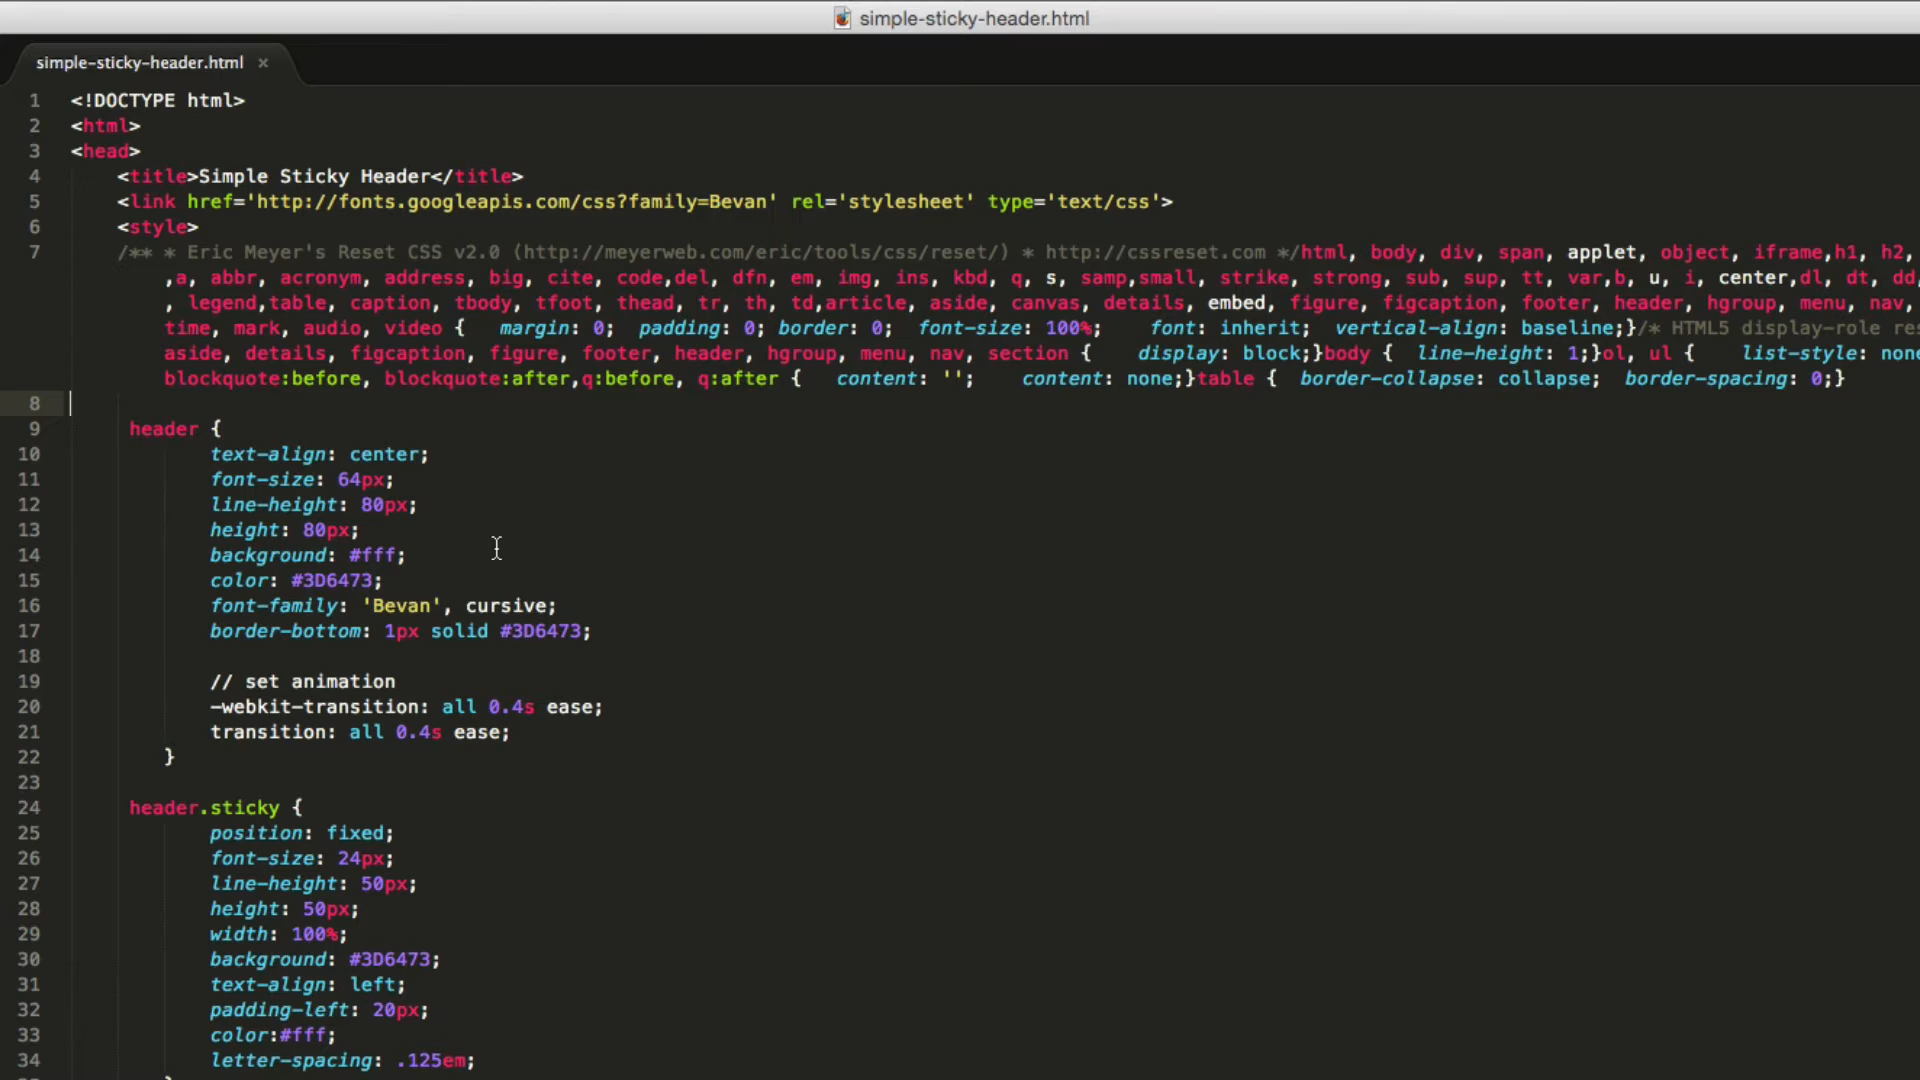 simple-sticky-header.html
simple-sticky-header.html ×
1 <!DOCTYPE html>
2 <html>
3 <head>
4 <title>Simple Sticky Header</title>
5 <link href='http://fonts.googleapis.com/css?family=Bevan' rel='stylesheet' type='text/css'>
6 <style>
7 /** * Eric Meyer's Reset CSS v2.0 (http://meyerweb.com/eric/tools/css/reset/) * http://cssreset.com */html, body, div, span, applet, object, iframe,h1, h2,
,a, abbr, acronym, address, big, cite, code,del, dfn, em, img, ins, kbd, q, s, samp,small, strike, strong, sub, sup, tt, var,b, u, i, center,dl, dt, dd
, legend,table, caption, tbody, tfoot, thead, tr, th, td,article, aside, canvas, details, embed, figure, figcaption, footer, header, hgroup, menu, nav,
time, mark, audio, video { margin: 0; padding: 0; border: 0; font-size: 100%; font: inherit; vertical-align: baseline;}/* HTML5 display-role res
aside, details, figcaption, figure, footer, header, hgroup, menu, nav, section { display: block;}body { line-height: 1;}ol, ul { list-style: none
blockquote:before, blockquote:after,q:before, q:after { content: ''; content: none;}table { border-collapse: collapse; border-spacing: 0;}
8
9 header {
10 text-align: center;
11 font-size: 64px;
12 line-height: 80px;
13 height: 80px;
14 background: #fff;
15 color: #3D6473;
16 font-family: 'Bevan', cursive;
17 border-bottom: 1px solid #3D6473;
18
19 // set animation
20 -webkit-transition: all 0.4s ease;
21 transition: all 0.4s ease;
22 }
23
24 header.sticky {
25 position: fixed;
26 font-size: 24px;
27 line-height: 50px;
28 height: 50px;
29 width: 100%;
30 background: #3D6473;
31 text-align: left;
32 padding-left: 20px;
33 color:#fff;
34 letter-spacing: .125em;